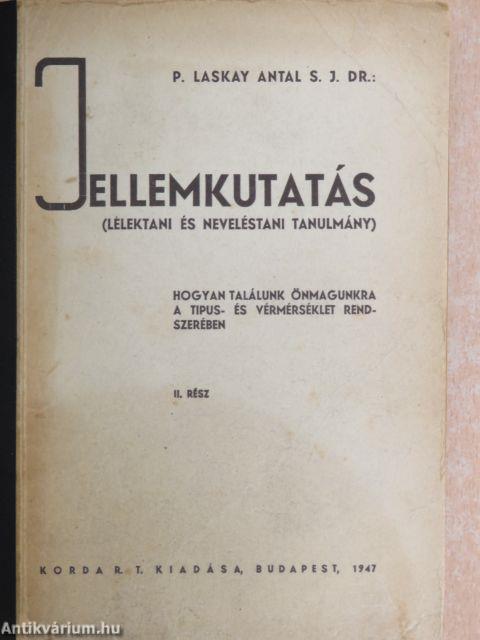 P. LASKAY ANTAL S. J. DR.:
JELLEMKUTATÁS
(LÉLEKTANI ÉS NEVELÉSTANI TANULMÁNY)
HOGYAN TALÁLUNK ÖNMAGUNKRA
A TIPUS- ÉS VÉRMÉRSÉKLET REND-
SZERÉBEN
II. RÉSZ
KORDA R. T. KIADÁSA, BUDAPEST, 1947
Antikvárium.hu